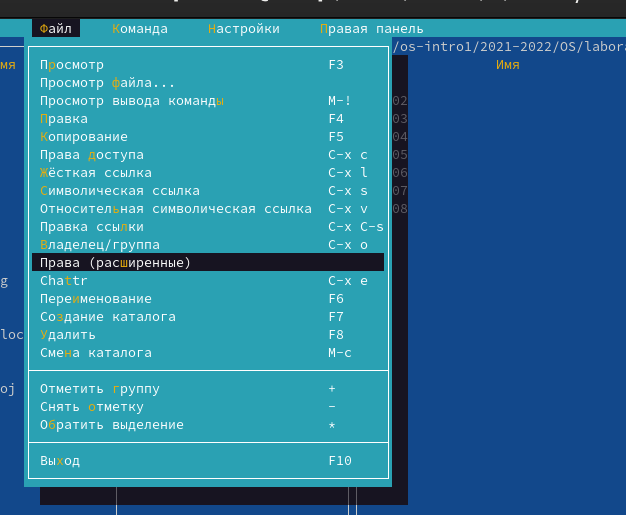 Файл Команда Настройки Правая панель
/os-intro1/2021-2022/OS/labora
мя Имя
Просмотр F3
Просмотр файла...
Просмотр вывода команды M-! 02
Правка F4 03
Копирование F5 04
Права доступа C-x c 05
Жёсткая ссылка C-x l 06
Символическая ссылка C-x s 07
Относительная символическая ссылка C-x v 08
Правка ссылки C-x C-s
Владелец/группа C-x o
Права (расширенные)
g Chattr C-x e
Переименование F6
Создание каталога F7
loc Удалить F8
Смена каталога M-c
oj Отметить группу +
Снять отметку -
Обратить выделение *
Выход F10